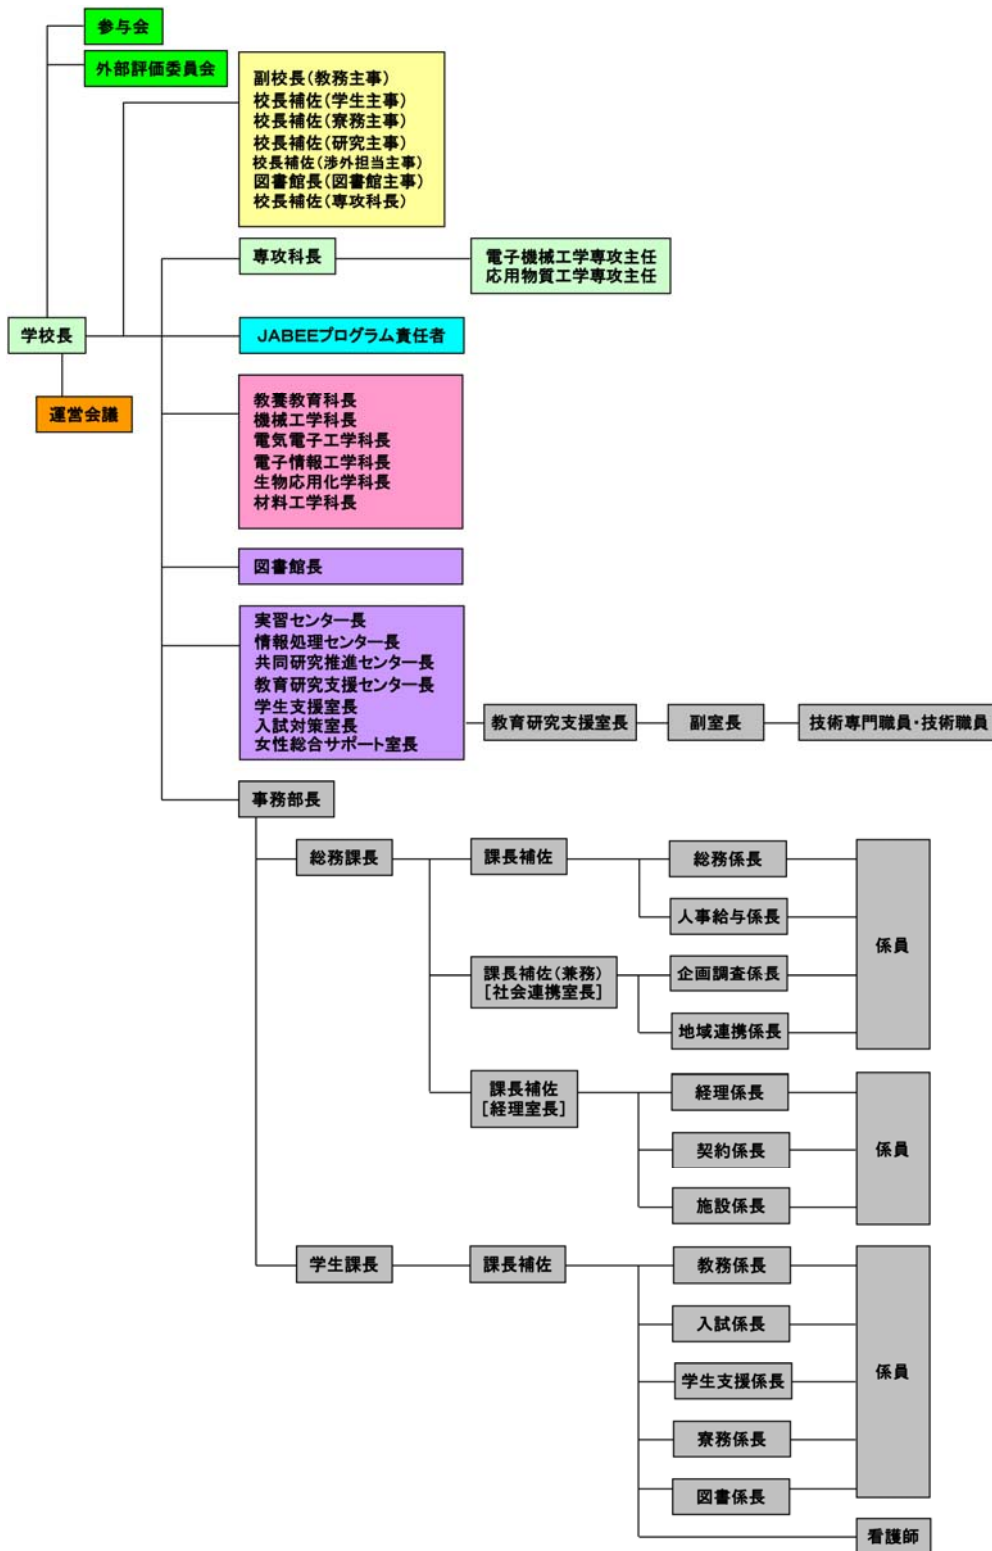 参与会
外部評価委員会
副校長(教務主事)
校長補佐(学生主事)
校長補佐(寮務主事)
校長補佐(研究主事)
校長補佐(渉外担当主事)
図書館長(図書館主事)
校長補佐(専攻科長)
専攻科長
電子機械工学専攻主任
応用物質工学専攻主任
学校長
JABEEプログラム責任者
運営会議
教養教育科長
機械工学科長
電気電子工学科長
電子情報工学科長
生物応用化学科長
材料工学科長
図書館長
実習センター長
情報処理センター長
共同研究推進センター長
教育研究支援センター長
学生支援室長
入試対策室長
女性総合サポート室長
教育研究支援室長
副室長
技術専門職員・技術職員
事務部長
総務課長
課長補佐
総務係長
人事給与係長
係員
課長補佐(兼務)
[社会連携室長]
企画調査係長
地域連携係長
課長補佐
[経理室長]
経理係長
契約係長
係員
施設係長
学生課長
課長補佐
教務係長
入試係長
学生支援係長
係員
寮務係長
図書係長
看護師